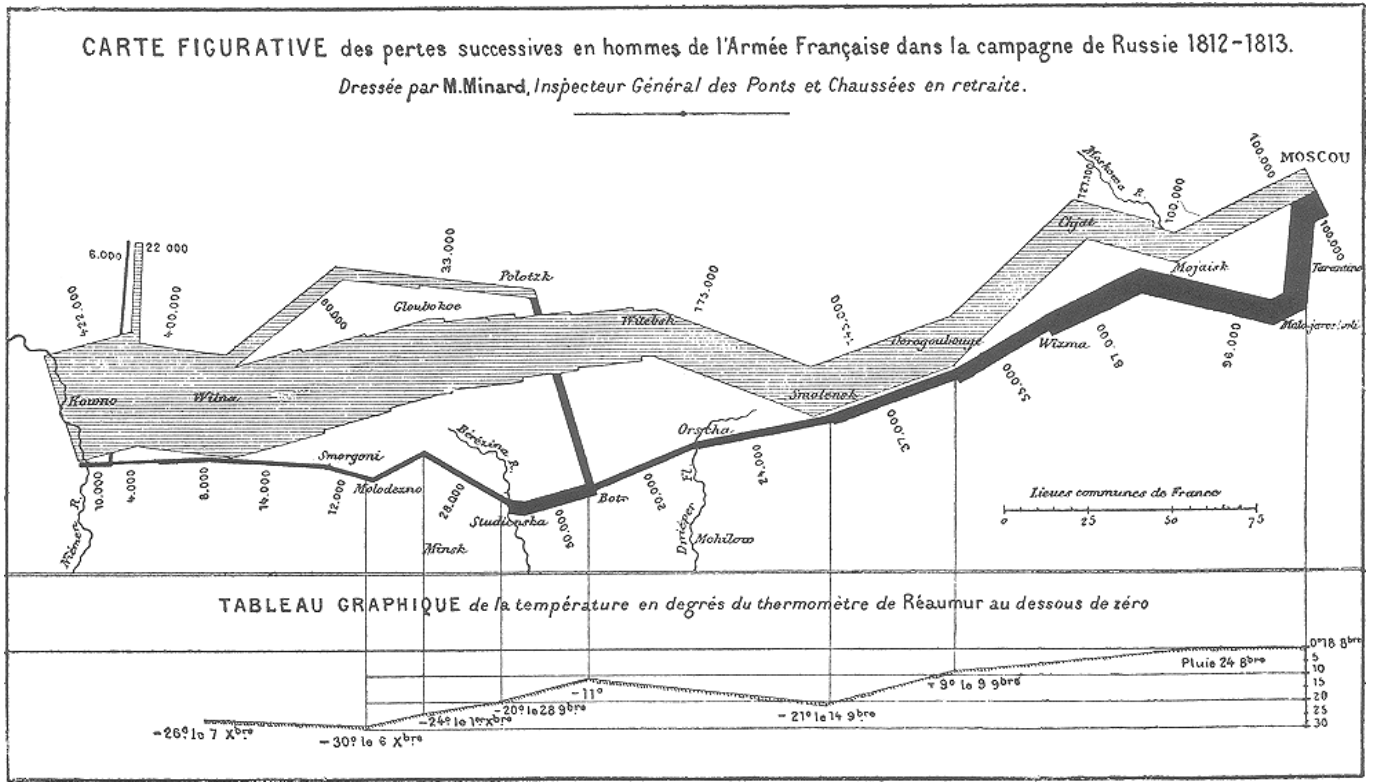 CARTE FIGURATIVE des pertes successives en hommes de l'Armée Française dans la campagne de Russie 1812-1813.
Dressée par M.Minard, Inspecteur Général des Ponts et Chaussées en retraite.
Moskowa R.
100.000
MOSCOU
127.100
100.000
Chjat
100.000
6.000
22 000
33.000
Polotzk
Mojaisk
Tarantino
422.000
400.000
60.000
Gloubokoe
175.000
Witebsk
145.000
Dorogoubouge
Wizma
87.000
96.000
Kowno
Wilna
Smolensk
55.000
37.000
Bérézina R.
Orscha
Smorgoni
10.000
4.000
8.000
14.000
12.000
Molodezno
28.000
Studienska
50.000
Botr
20.000
24.000
Dniéper Fl.
Mohilow
Minsk
Niémen R.
Lieues communes de France
0 25 50 75
TABLEAU GRAPHIQUE de la température en degrés du thermomètre de Réaumur au dessous de zéro
0° 18 8bre
5
10
15
20
25
30
Pluie 24 8bre
- 9° le 9 9bre
-11°
-21° le 14 9bre
-20° le 28 9bre
-24° le 1er Xbre
-26° le 7 Xbre
-30° le 6 Xbre